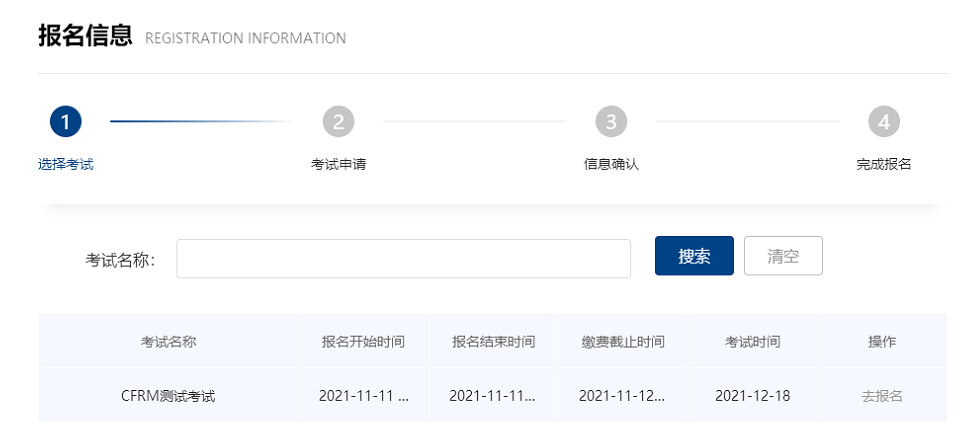 报名信息 REGISTRATION INFORMATION
1 2 3 4
选择考试 考试申请 信息确认 完成报名
考试名称： 搜索 清空
考试名称 报名开始时间 报名结束时间 缴费截止时间 考试时间 操作
CFRM测试考试 2021-11-11 ... 2021-11-11... 2021-11-12... 2021-12-18 去报名